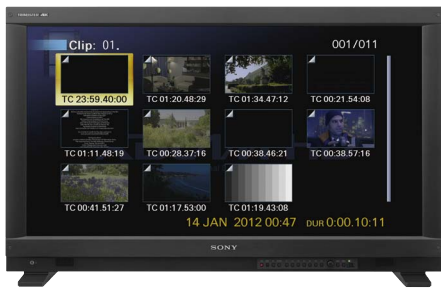 TRIMASTER
Clip: 01.
001/011
TC 23:59.40:00
TC 01:20.48:29
TC 01:34.47:12
TC 00:21.54:08
TC 01:11.48:19
TC 00:28.37:16
TC 00:38.46:21
TC 00:38.57:16
TC 00:41.51:27
TC 01:17.53:00
TC 01:19.43:08
14 JAN 2012 00:47 DUR 0:00.10:11
SONY